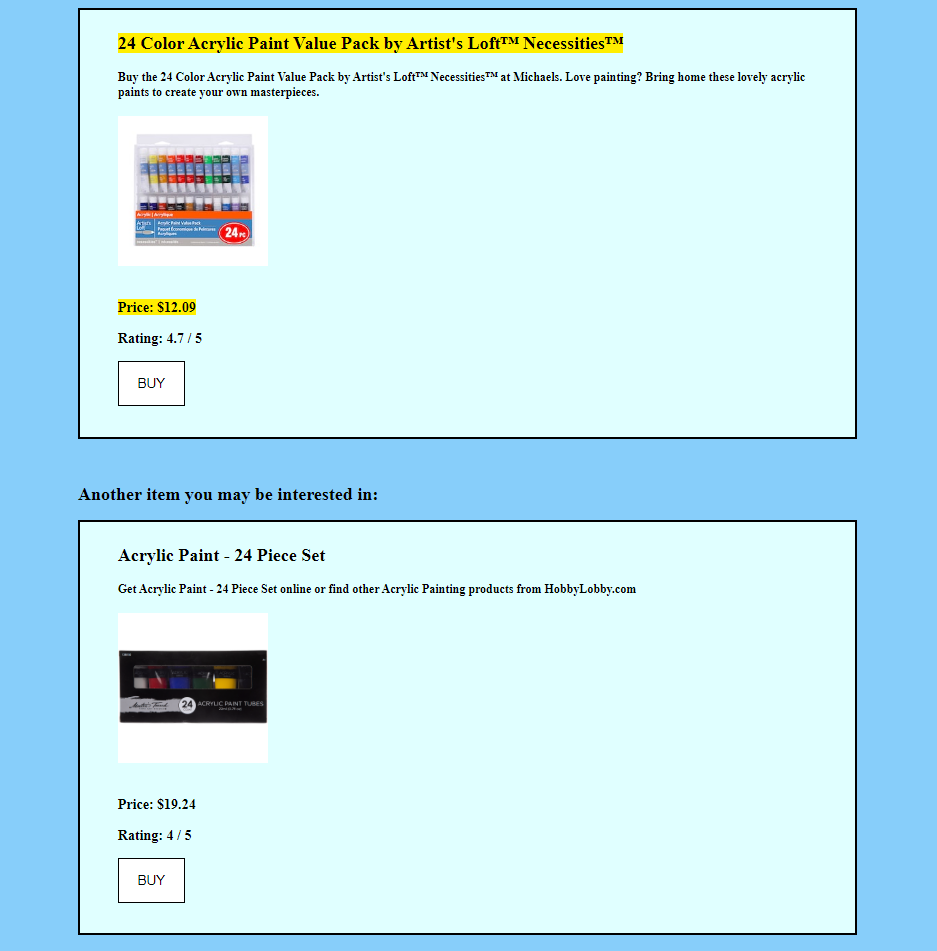 24 Color Acrylic Paint Value Pack by Artist's Loft™ Necessities™
Buy the 24 Color Acrylic Paint Value Pack by Artist's Loft™ Necessities™ at Michaels. Love painting? Bring home these lovely acrylic
paints to create your own masterpieces.
Acrylic | Acrylique
Artist's
Loft
Acrylic Paint Value Pack
Paquet Économique de Peintures
Acryliques
24 PC
Price: $12.09
Rating: 4.7 / 5
BUY
Another item you may be interested in:
Acrylic Paint - 24 Piece Set
Get Acrylic Paint - 24 Piece Set online or find other Acrylic Painting products from HobbyLobby.com
24 ACRYLIC PAINT TUBES
Price: $19.24
Rating: 4 / 5
BUY